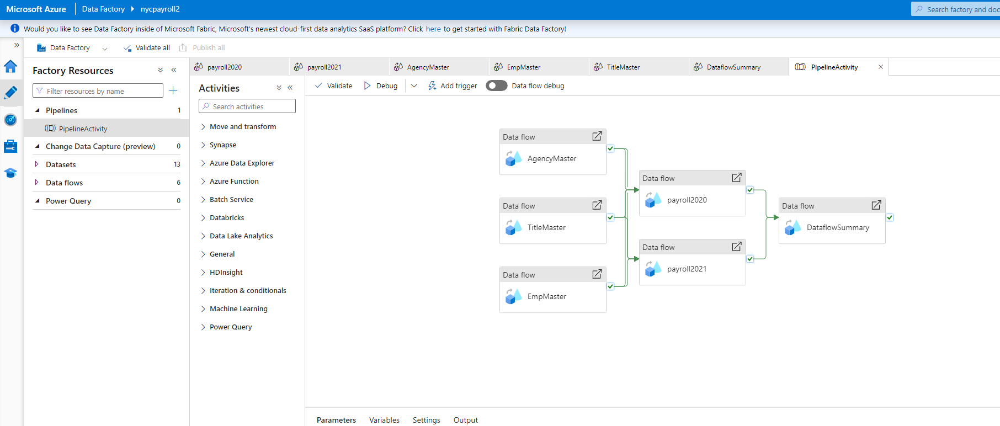 Microsoft Azure
Data Factory
nycpayroll2
Search factory and doc
Would you like to see Data Factory inside of Microsoft Fabric, Microsoft's newest cloud-first data analytics SaaS platform? Click here to get started with Fabric Data Factory!
Data Factory
Validate all
Publish all
Factory Resources
Filter resources by name
Pipelines 1
PipelineActivity
Change Data Capture (preview) 0
Datasets 13
Data flows 6
Power Query 0
payroll2020
payroll2021
AgencyMaster
EmpMaster
TitleMaster
DataflowSummary
PipelineActivity
Activities
Search activities
Move and transform
Synapse
Azure Data Explorer
Azure Function
Batch Service
Databricks
Data Lake Analytics
General
HDInsight
Iteration & conditionals
Machine Learning
Power Query
Validate
Debug
Add trigger
Data flow debug
Data flow
AgencyMaster
Data flow
TitleMaster
Data flow
EmpMaster
Data flow
payroll2020
Data flow
payroll2021
Data flow
DataflowSummary
Parameters
Variables
Settings
Output